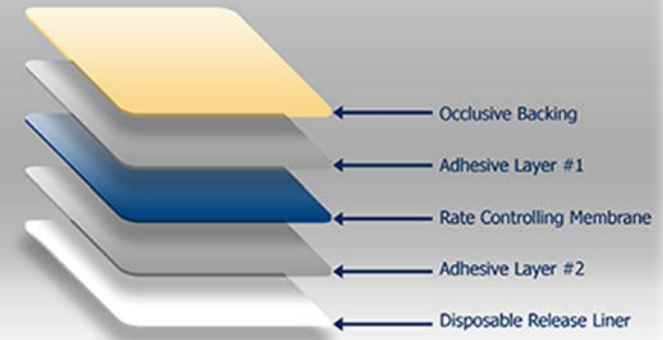 Occlusive Backing
Adhesive Layer #1
Rate Controlling Membrane
Adhesive Layer #2
Disposable Release Liner